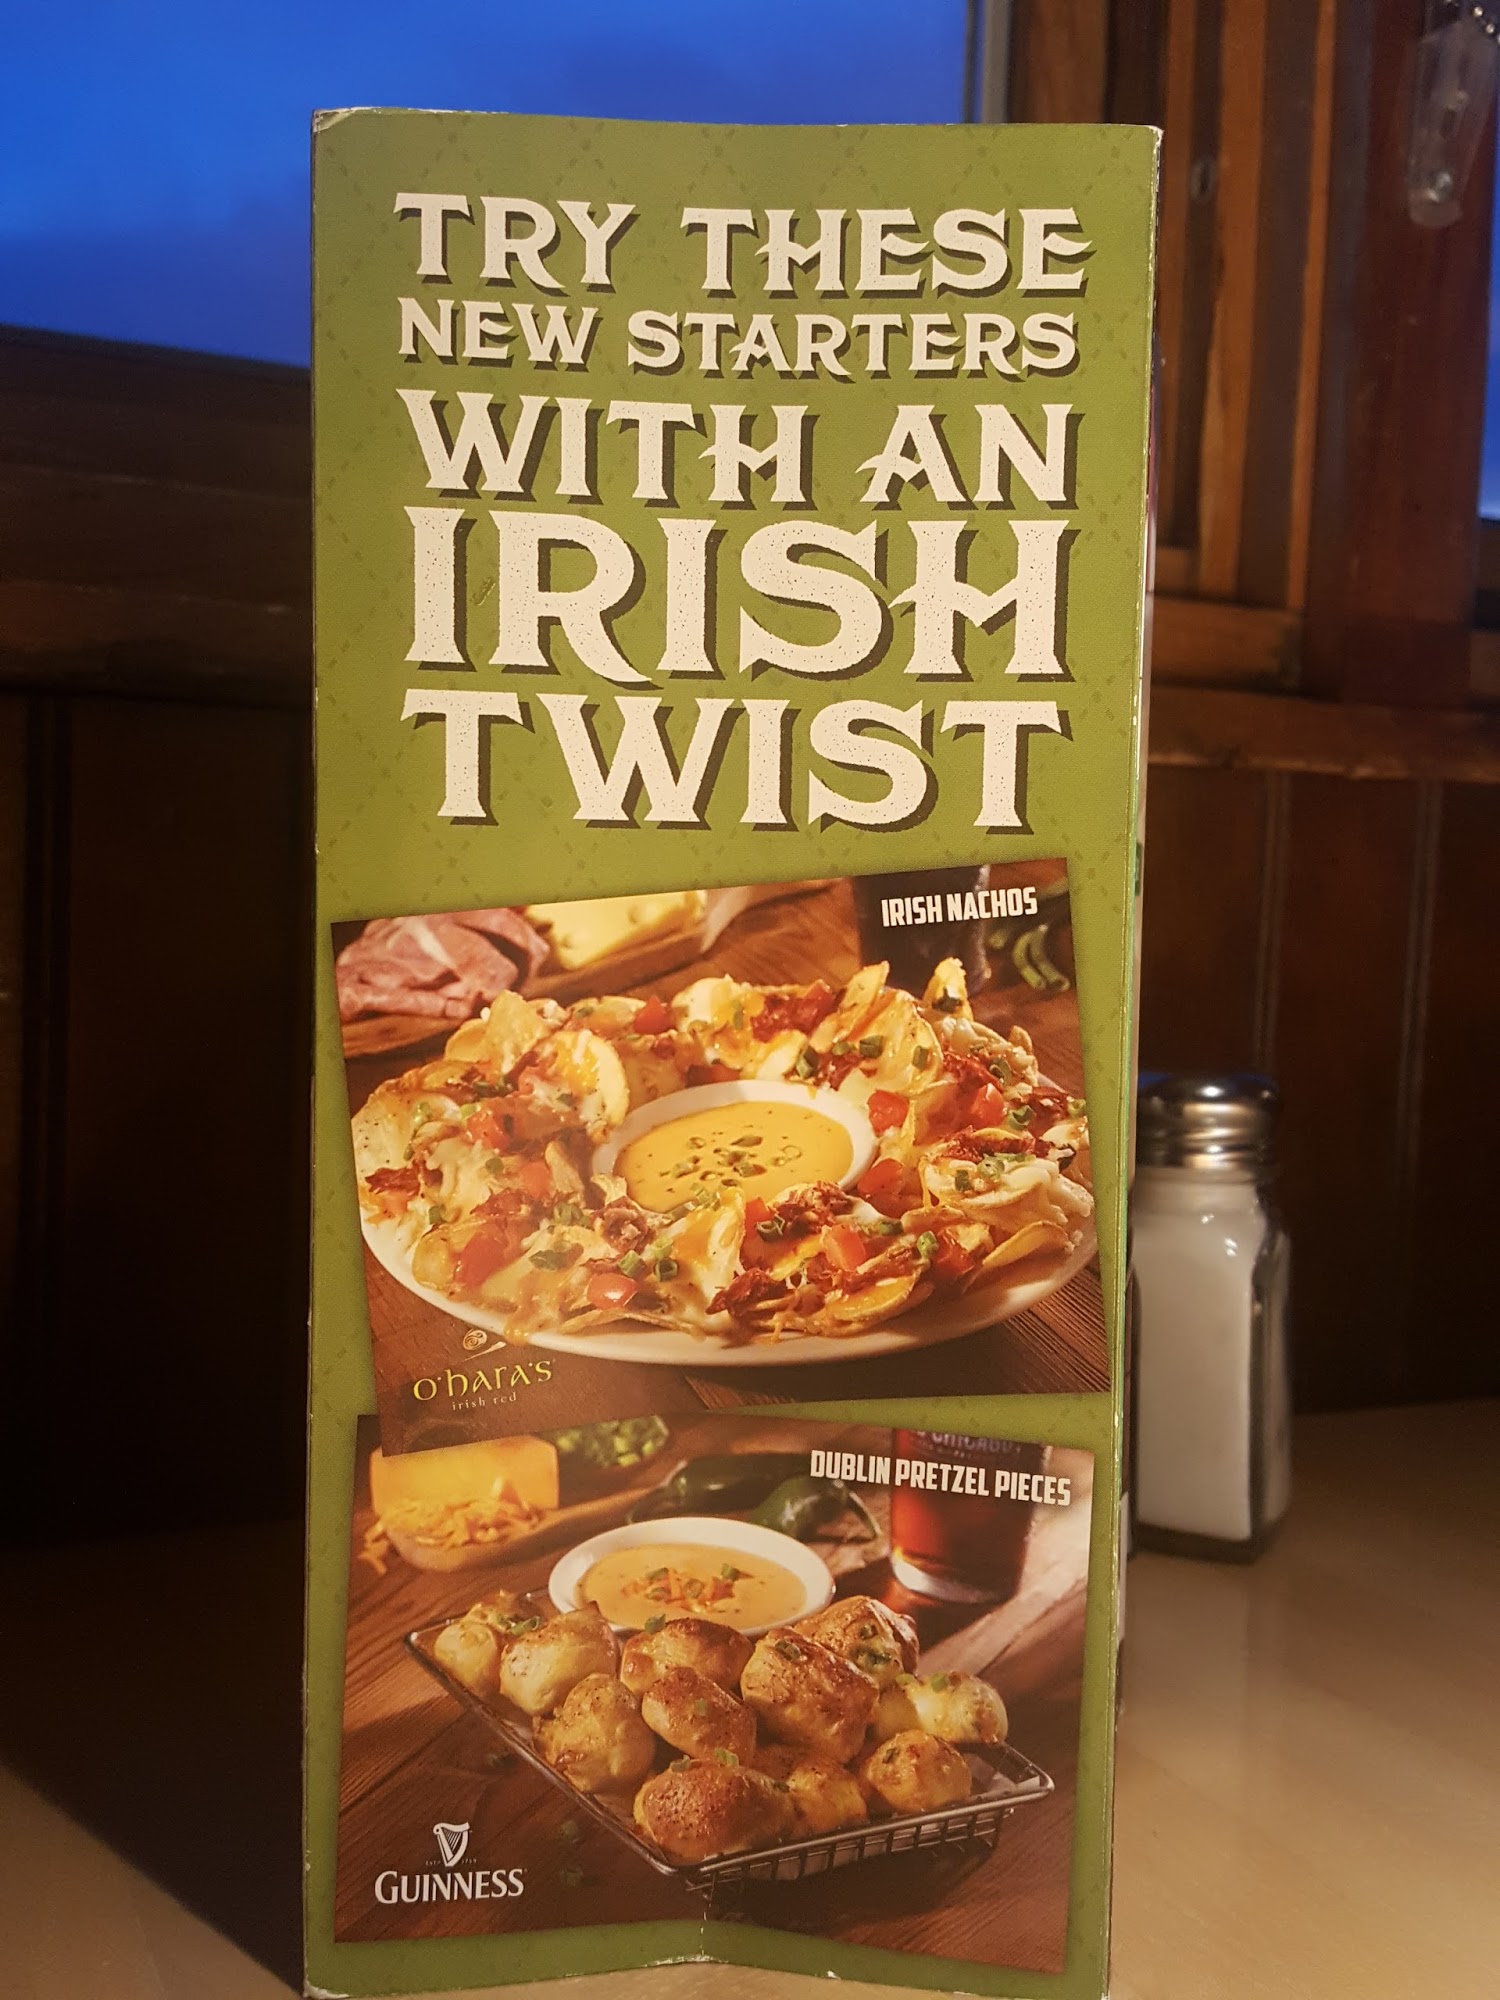 TRY THESE
NEW STARTERS
WITH AN
IRISH
TWIST
IRISH NACHOS
O'HARA'S
irish red
DUBLIN PRETZEL PIECES
GUINNESS